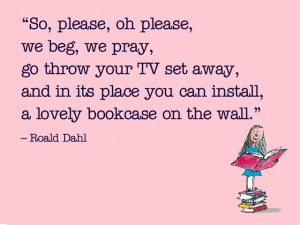 “So, please, oh please,
we beg, we pray,
go throw your TV set away,
and in its place you can install,
a lovely bookcase on the wall.”
– Roald Dahl